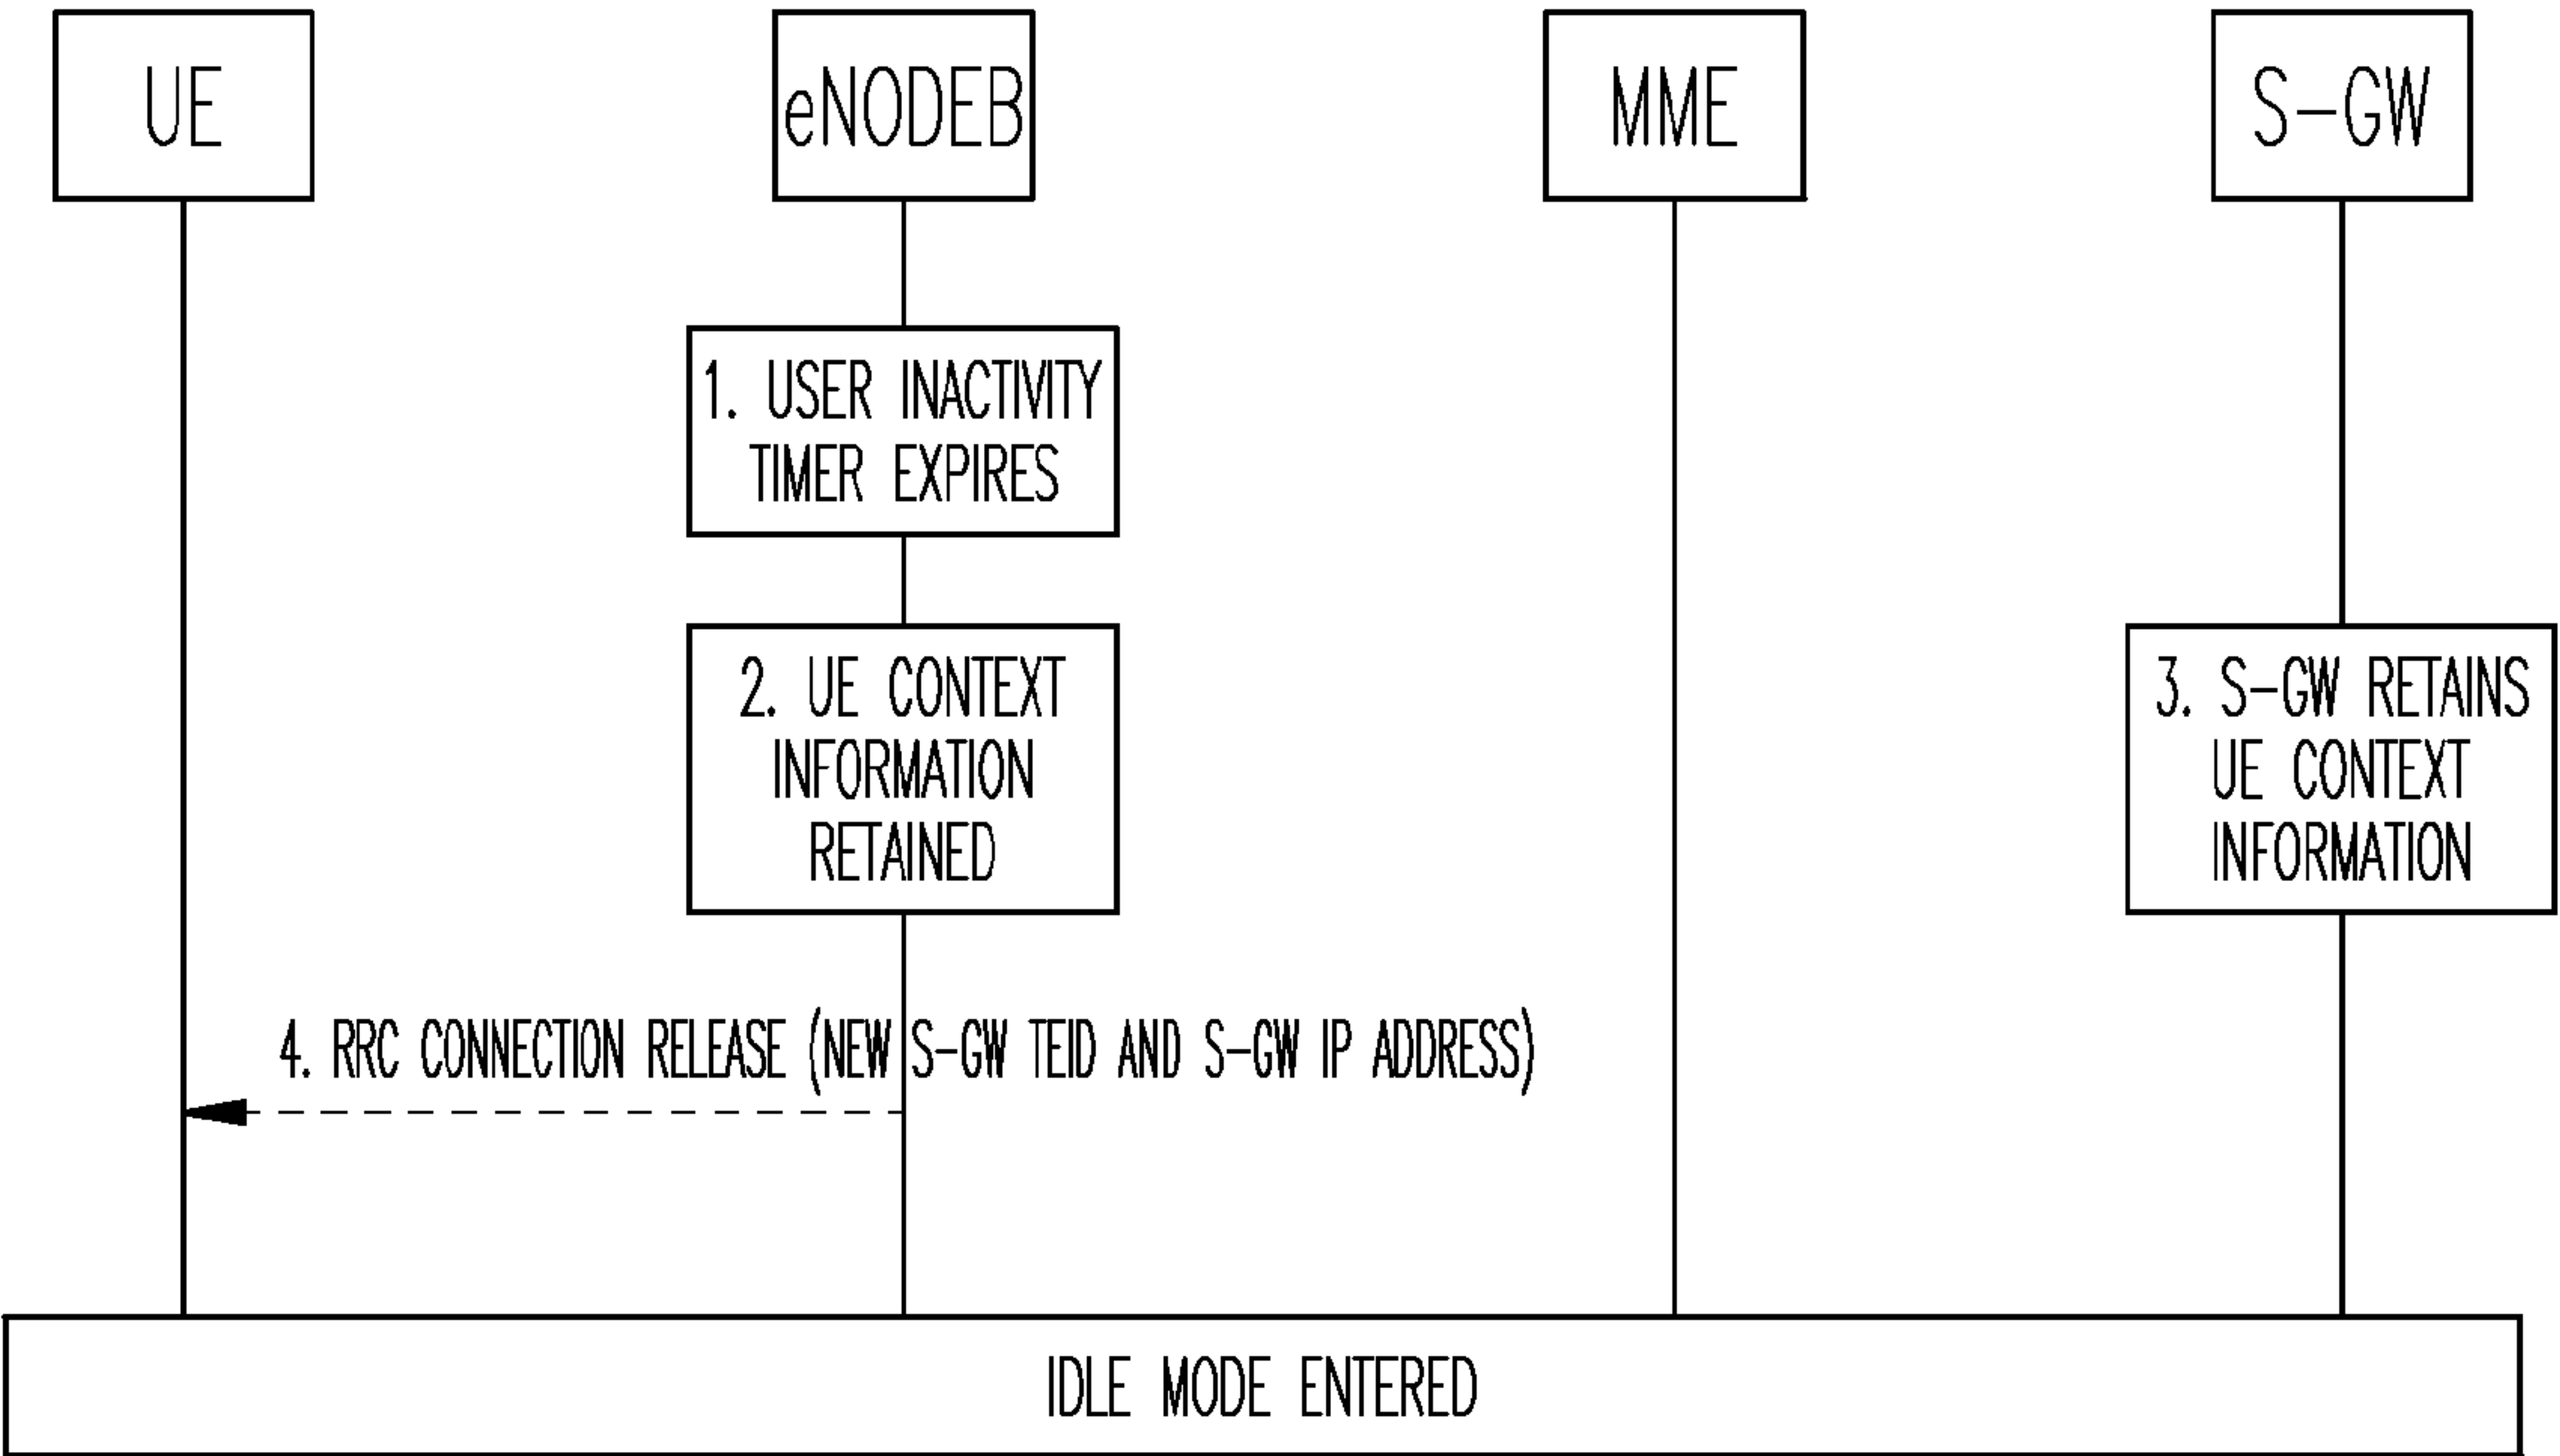 UE
eNODEB
MME
S-GW
1. USER INACTIVITY
TIMER EXPIRES
2. UE CONTEXT
INFORMATION
RETAINED
3. S-GW RETAINS
UE CONTEXT
INFORMATION
4. RRC CONNECTION RELEASE (NEW S-GW TEID AND S-GW IP ADDRESS)
IDLE MODE ENTERED